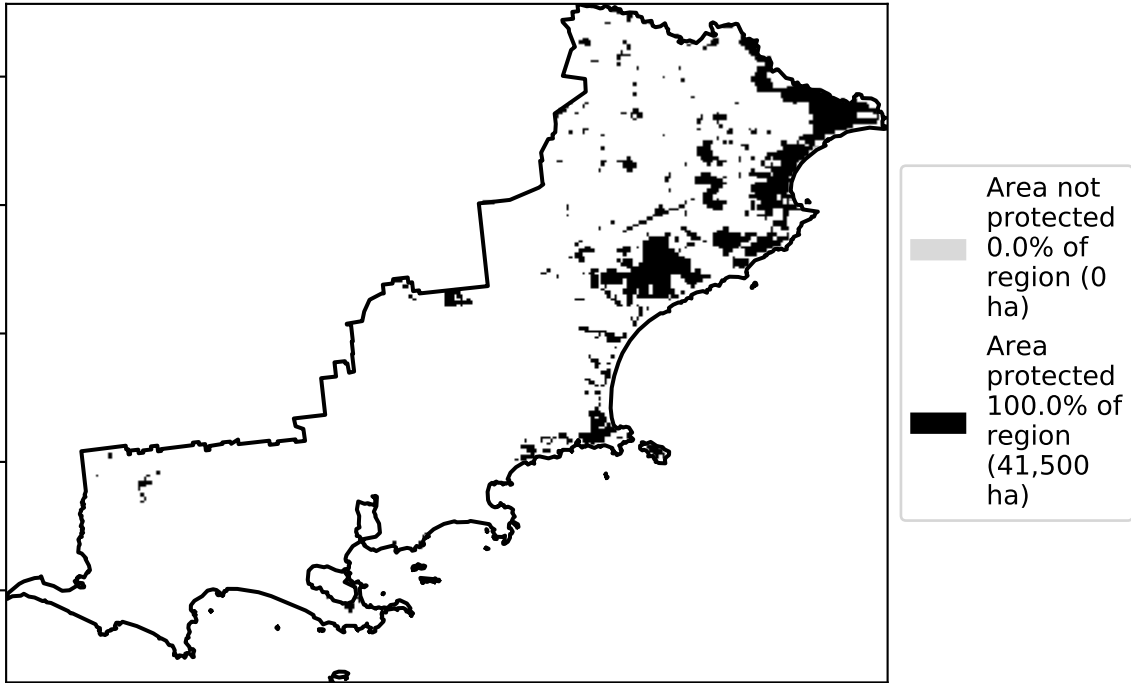 Area not
protected
0.0% of
region (0
ha)
Area
protected
100.0% of
region
(41,500
ha)